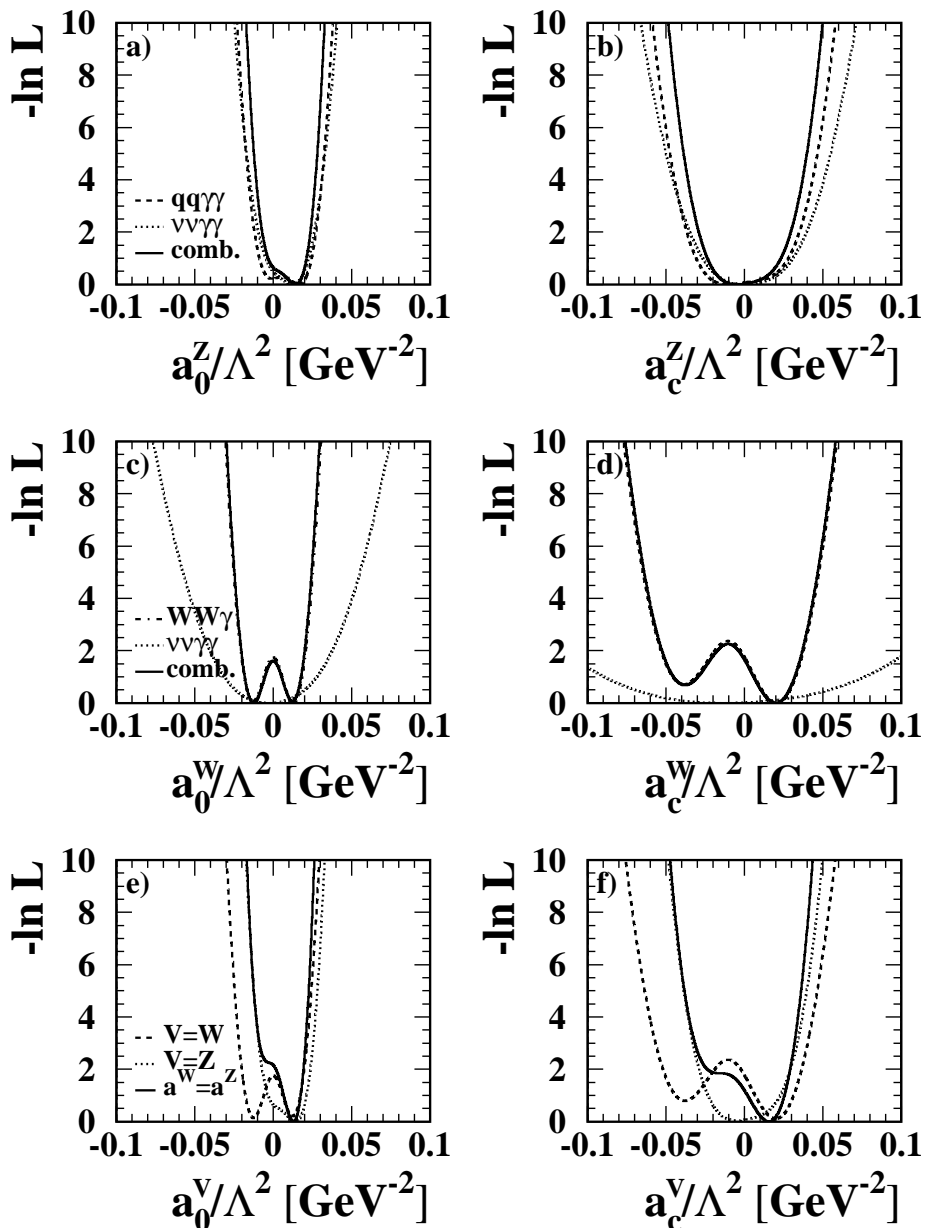 -ln L
10
8
6
4
2
0
a)
qqγγ
ννγγ
comb.
-0.1 -0.05 0 0.05 0.1
a₀ᶻ/Λ² [GeV⁻²]
-ln L
10
8
6
4
2
0
b)
-0.1 -0.05 0 0.05 0.1
a_c^Z/Λ² [GeV⁻²]
-ln L
10
8
6
4
2
0
c)
WWγ
ννγγ
comb.
-0.1 -0.05 0 0.05 0.1
a₀ᵂ/Λ² [GeV⁻²]
-ln L
10
8
6
4
2
0
d)
-0.1 -0.05 0 0.05 0.1
a_c^W/Λ² [GeV⁻²]
-ln L
10
8
6
4
2
0
e)
V=W
V=Z
aᵂ=aᶻ
-0.1 -0.05 0 0.05 0.1
a₀ⱽ/Λ² [GeV⁻²]
-ln L
10
8
6
4
2
0
f)
-0.1 -0.05 0 0.05 0.1
a_c^V/Λ² [GeV⁻²]